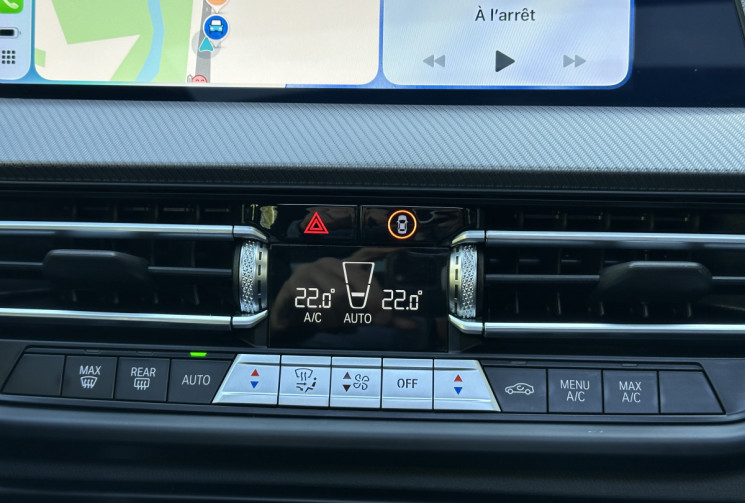 À l'arrêt
22.0°
A/C
AUTO
22.0°
MAX
REAR
AUTO
OFF
MENU
A/C
MAX
A/C